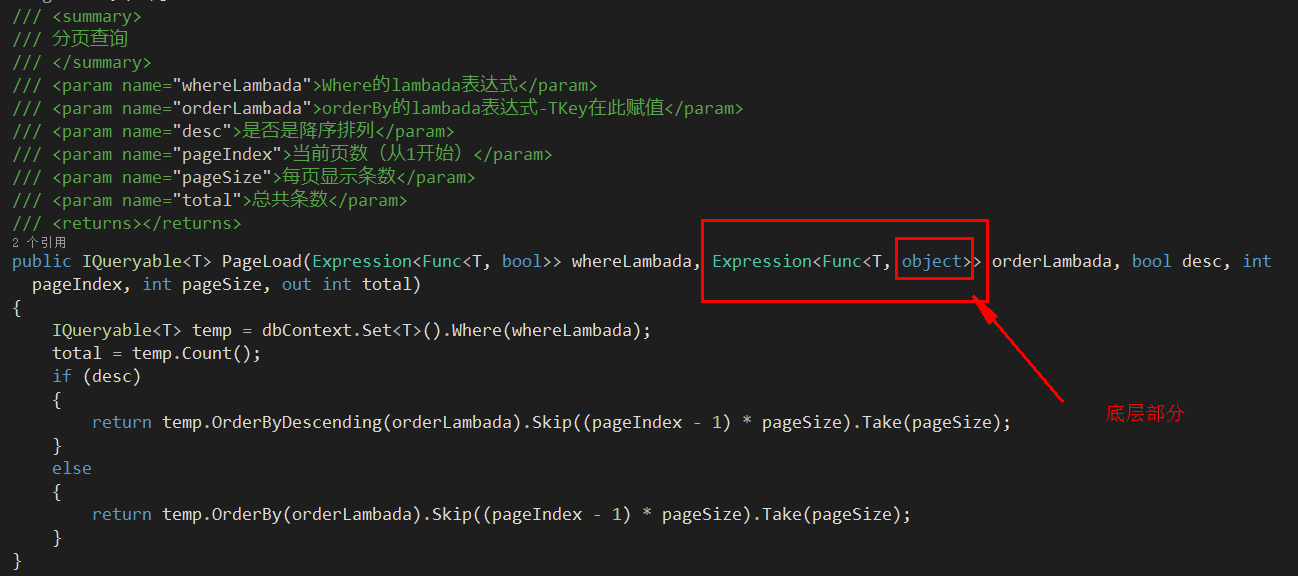 /// <summary>
/// 分页查询
/// </summary>
/// <param name="whereLambada">Where的lambada表达式</param>
/// <param name="orderLambada">orderBy的lambada表达式-TKey在此赋值</param>
/// <param name="desc">是否是降序排列</param>
/// <param name="pageIndex">当前页数（从1开始）</param>
/// <param name="pageSize">每页显示条数</param>
/// <param name="total">总共条数</param>
/// <returns></returns>
2 个引用
public IQueryable<T> PageLoad(Expression<Func<T, bool>> whereLambada, Expression<Func<T, object>> orderLambada, bool desc, int
pageIndex, int pageSize, out int total)
{
IQueryable<T> temp = dbContext.Set<T>().Where(whereLambada);
total = temp.Count();
if (desc)
{
return temp.OrderByDescending(orderLambada).Skip((pageIndex - 1) * pageSize).Take(pageSize);
底层部分
}
else
{
return temp.OrderBy(orderLambada).Skip((pageIndex - 1) * pageSize).Take(pageSize);
}
}